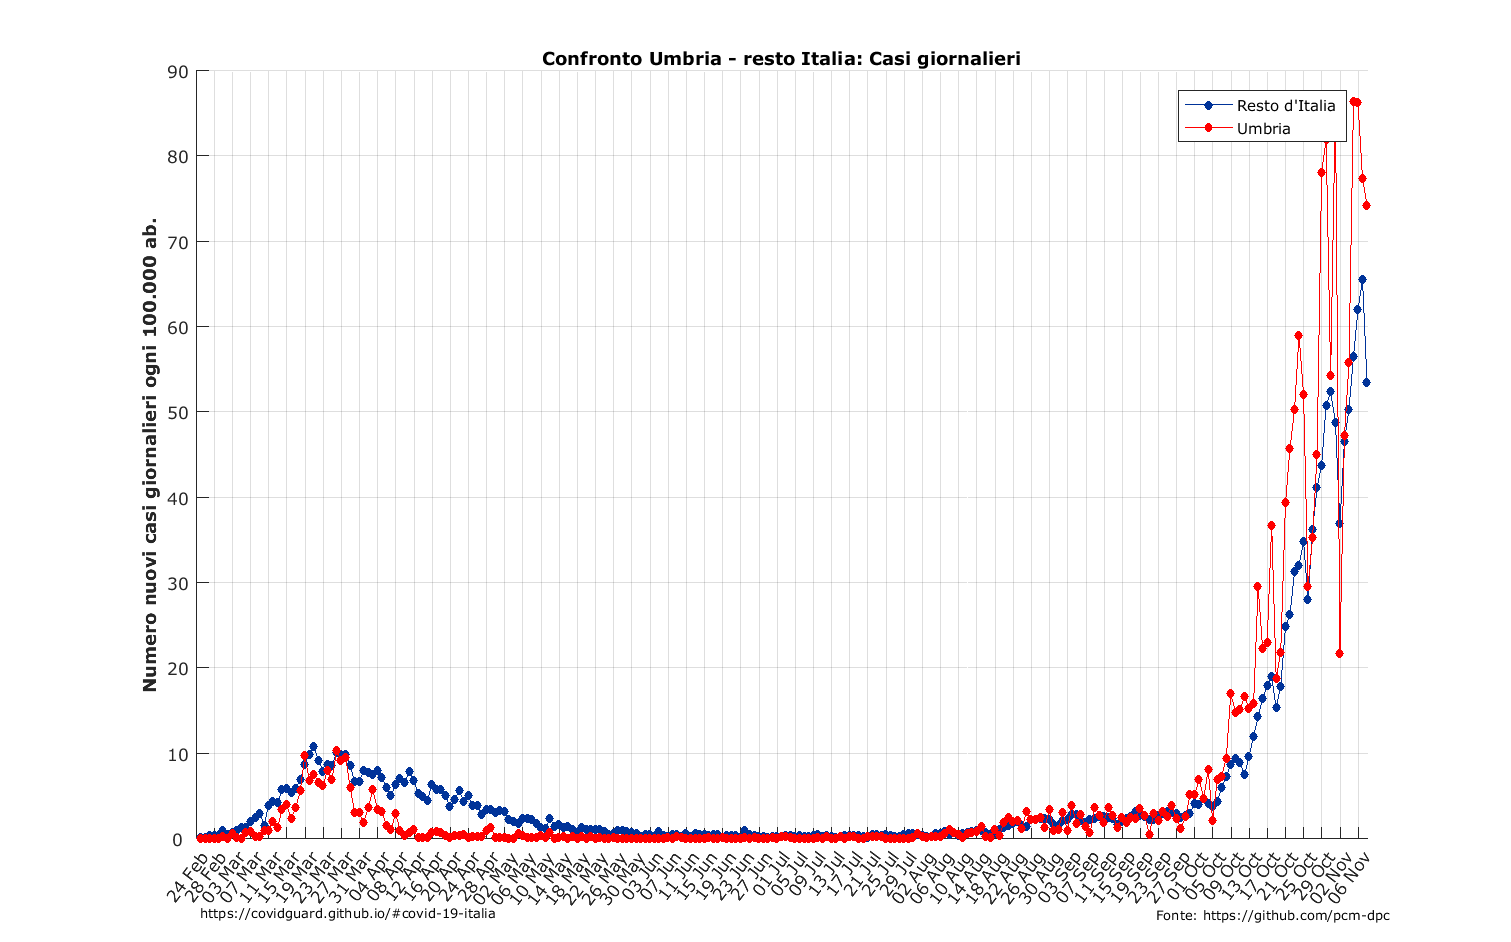 Confronto Umbria - resto Italia: Casi giornalieri
Numero nuovi casi giornalieri ogni 100.000 ab.
90
80
70
60
50
40
30
20
10
0
Resto d'Italia
Umbria
24 Feb
28 Feb
03 Mar
07 Mar
11 Mar
15 Mar
19 Mar
23 Mar
27 Mar
31 Mar
04 Apr
08 Apr
12 Apr
16 Apr
20 Apr
24 Apr
28 Apr
02 May
06 May
10 May
14 May
18 May
22 May
26 May
30 May
03 Jun
07 Jun
11 Jun
15 Jun
19 Jun
23 Jun
27 Jun
01 Jul
05 Jul
09 Jul
13 Jul
17 Jul
21 Jul
25 Jul
29 Jul
02 Aug
06 Aug
10 Aug
14 Aug
18 Aug
22 Aug
26 Aug
30 Aug
03 Sep
07 Sep
11 Sep
15 Sep
19 Sep
23 Sep
27 Sep
01 Oct
05 Oct
09 Oct
13 Oct
17 Oct
21 Oct
25 Oct
29 Oct
02 Nov
06 Nov
https://covidguard.github.io/#covid-19-italia
Fonte: https://github.com/pcm-dpc